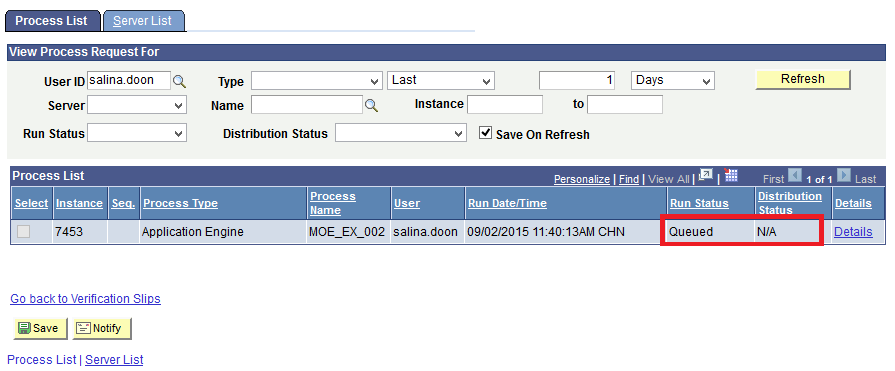 Process List Server List
View Process Request For
User ID salina.doon Type Last 1 Days Refresh
Server Name Instance to
Run Status Distribution Status Save On Refresh
Process List Personalize | Find | View All | | First 1 of 1 Last
Select Instance Seq. Process Type Process Name User Run Date/Time Run Status Distribution Status Details
7453 Application Engine MOE_EX_002 salina.doon 09/02/2015 11:40:13AM CHN Queued N/A Details
Go back to Verification Slips
Save Notify
Process List | Server List